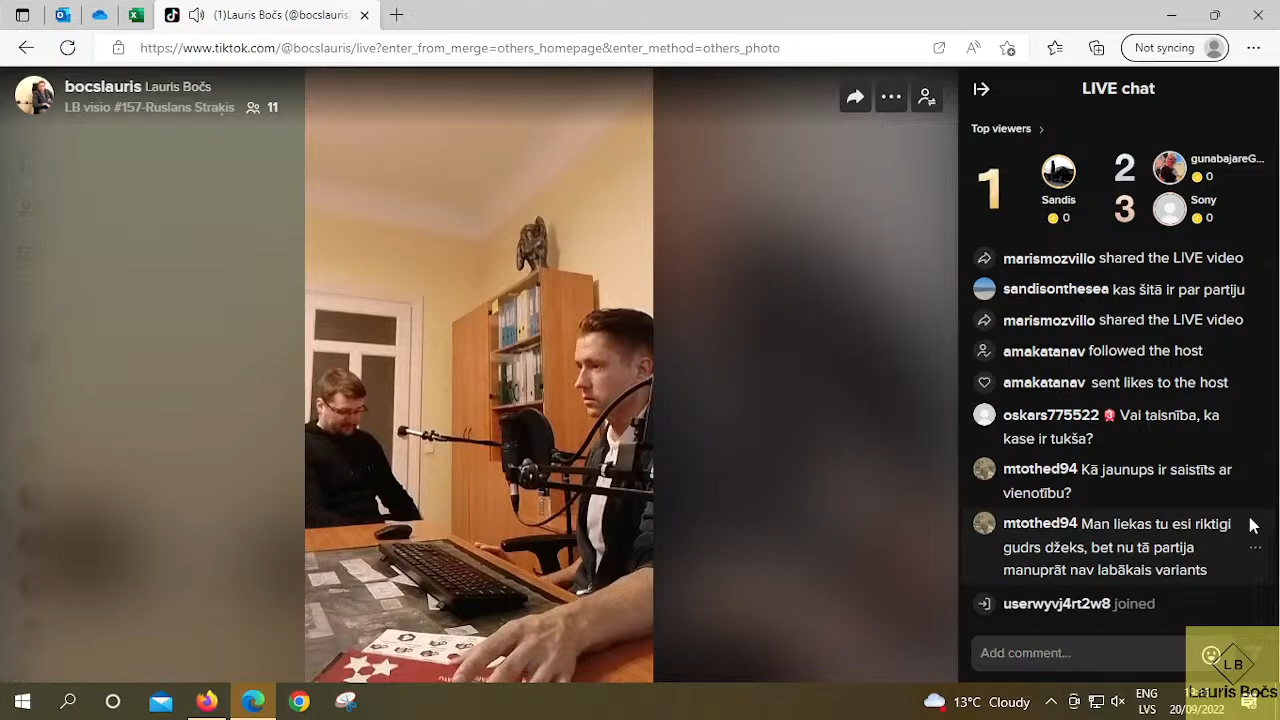 (1)Lauris Bočs (@bocslauris
https://www.tiktok.com/@bocslauris/live?enter_from_merge=others_homepage&enter_method=others_photo
Not syncing
bocslauris Lauris Bočs
LB visio #157-Ruslans Straķis 11
LIVE chat
Top viewers
1
Sandis
0
2
gunabajareG...
0
3
Sony
0
marismozvillo shared the LIVE video
sandisonthesea kas šitā ir par partiju
marismozvillo shared the LIVE video
amakatanav followed the host
amakatanav sent likes to the host
oskars775522 Vai taisnība, ka
kase ir tukša?
mtothed94 Kā jaunups ir saistīts ar
vienotību?
mtothed94 Man liekas tu esi riktigi
gudrs džeks, bet nu tā partija
manuprāt nav labākais variants
userwyvj4rt2w8 joined
Add comment...
L B
Lauris Bočs
13°C Cloudy
ENG
LVS
20/09/2022